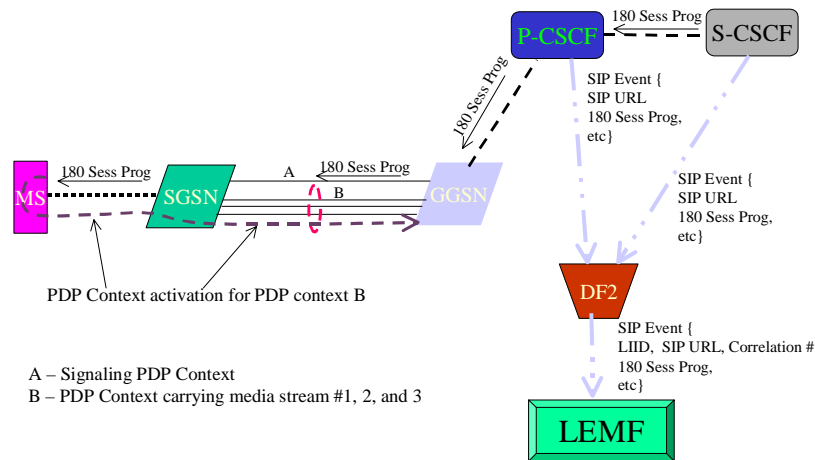 180 Sess Prog
P-CSCF
S-CSCF
180 Sess Prog
SIP Event {
SIP URL
180 Sess Prog,
etc}
180 Sess Prog
A
180 Sess Prog
MS
SGSN
B
GGSN
SIP Event {
SIP URL
180 Sess Prog,
etc}
PDP Context activation for PDP context B
DF2
SIP Event {
LIID, SIP URL, Correlation #
180 Sess Prog,
etc}
A – Signaling PDP Context
B – PDP Context carrying media stream #1, 2, and 3
LEMF